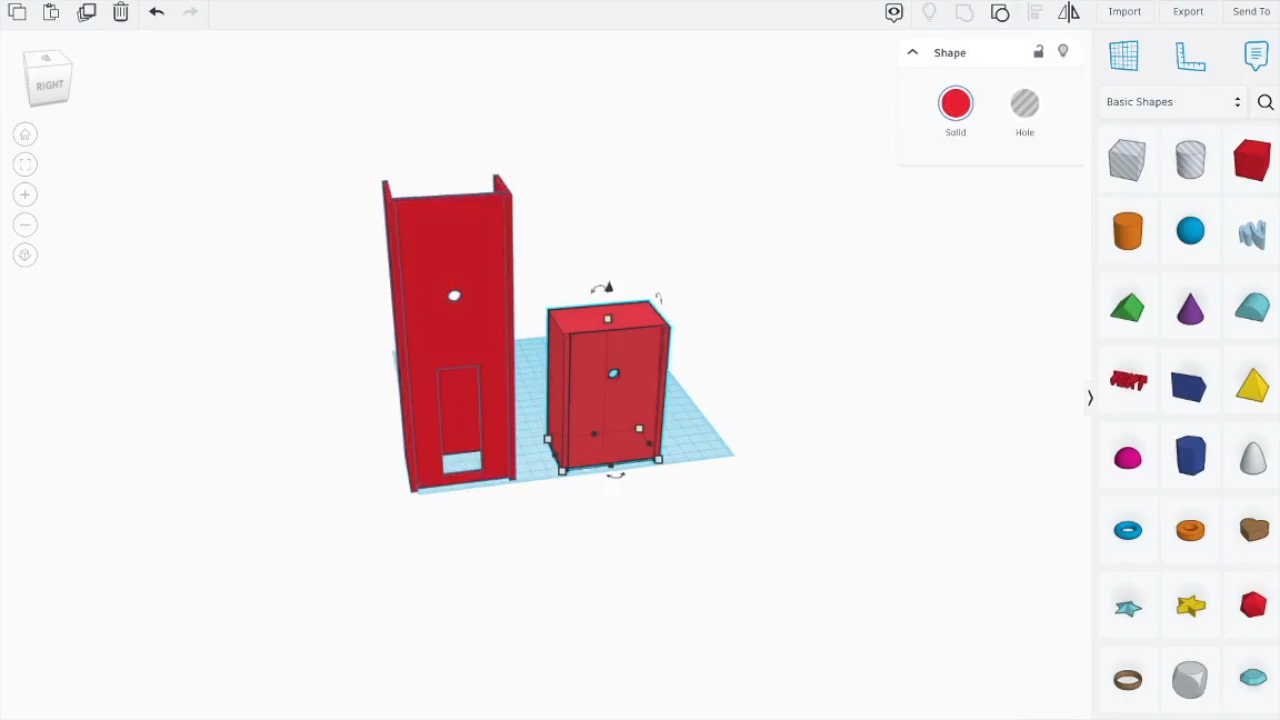 Import
Export
Send To
RIGHT
Shape
Solid
Hole
Basic Shapes